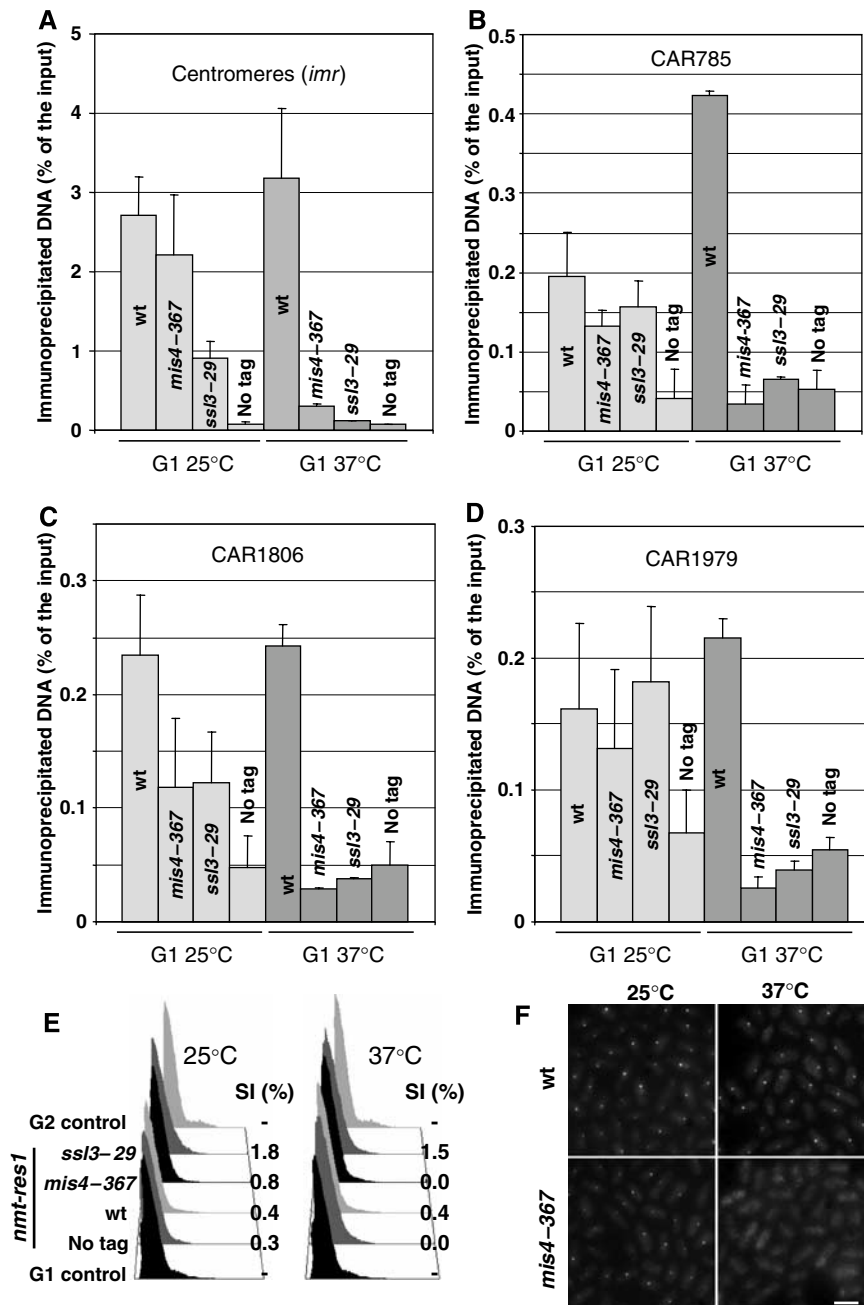 A
Centromeres (imr)
Immunoprecipitated DNA (% of the input)
5
4
3
2
1
0
wt
mis4–367
ssl3–29
No tag
wt
mis4–367
ssl3–29
No tag
G1 25°C
G1 37°C
B
CAR785
Immunoprecipitated DNA (% of the input)
0.5
0.4
0.3
0.2
0.1
0
wt
mis4–367
ssl3–29
No tag
wt
mis4-367
ssl3–29
No tag
G1 25°C
G1 37°C
C
CAR1806
Immunoprecipitated DNA (% of the input)
0.3
0.2
0.1
0
wt
mis4–367
ssl3–29
No tag
wt
mis4–367
ssl3–29
No tag
G1 25°C
G1 37°C
D
CAR1979
Immunoprecipitated DNA (% of the input)
0.3
0.2
0.1
0
wt
mis4–367
ssl3–29
No tag
wt
mis4–367
ssl3–29
No tag
G1 25°C
G1 37°C
E
25°C
37°C
SI (%)
SI (%)
G2 control - -
nmt-res1
ssl3–29 1.8 1.5
mis4–367 0.8 0.0
wt 0.4 0.4
No tag 0.3 0.0
G1 control - -
F
25°C
37°C
wt
mis4–367